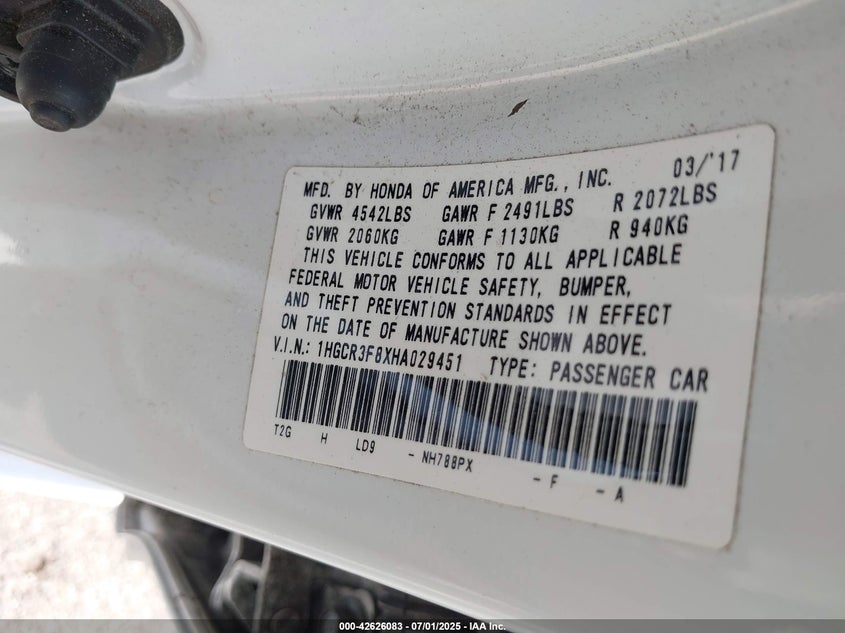 03/'17
MFD. BY HONDA OF AMERICA MFG., INC.
GVWR 4542LBS GAWR F 2491LBS R 2072LBS
GVWR 2060KG GAWR F 1130KG R 940KG
THIS VEHICLE CONFORMS TO ALL APPLICABLE
FEDERAL MOTOR VEHICLE SAFETY, BUMPER,
AND THEFT PREVENTION STANDARDS IN EFFECT
ON THE DATE OF MANUFACTURE SHOWN ABOVE.
V.I.N.: 1HGCR3F8XHA029451 TYPE: PASSENGER CAR
T2G H LD9 - NH788PX - F - A
000-42626083 - 07/01/2025 - IAA Inc.